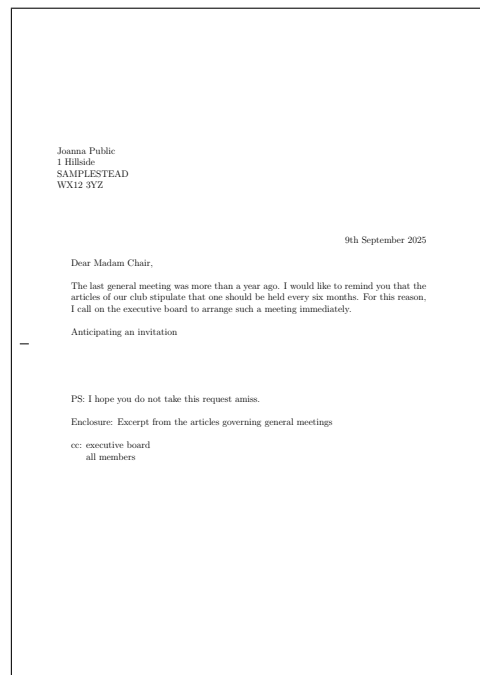 Joanna Public
1 Hillside
SAMPLESTEAD
WX12 3YZ
9th September 2025
Dear Madam Chair,
The last general meeting was more than a year ago. I would like to remind you that the
articles of our club stipulate that one should be held every six months. For this reason,
I call on the executive board to arrange such a meeting immediately.
Anticipating an invitation
PS: I hope you do not take this request amiss.
Enclosure: Excerpt from the articles governing general meetings
cc: executive board
all members